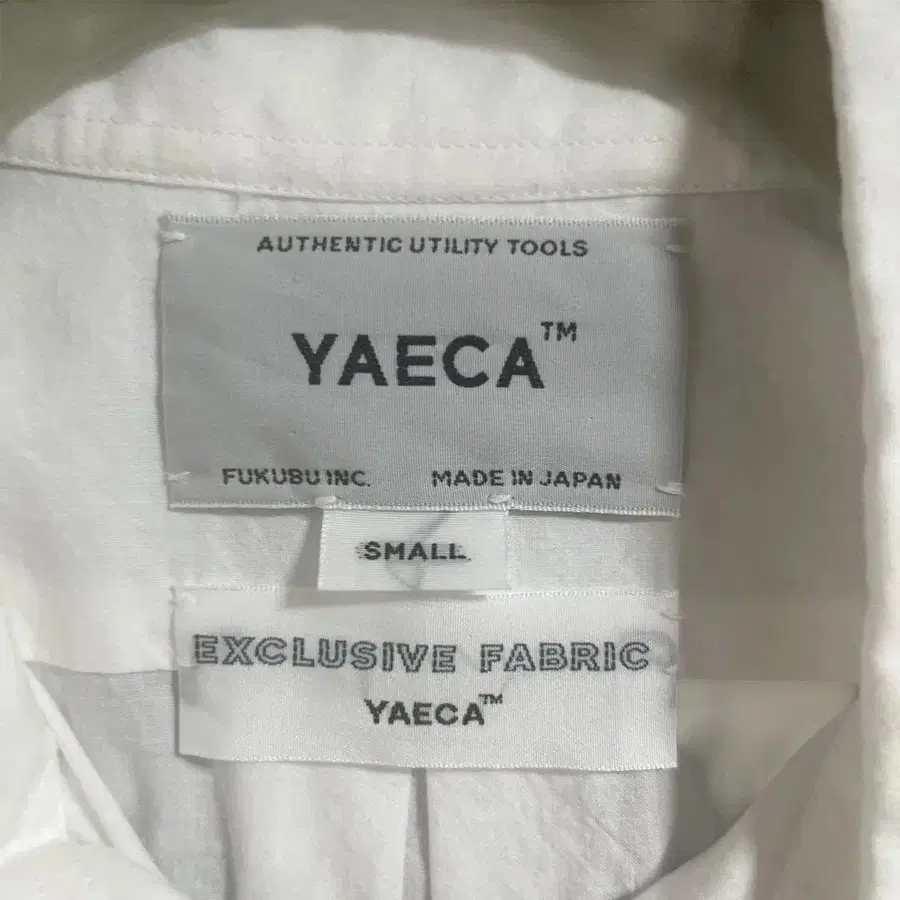 AUTHENTIC UTILITY TOOLS
YAECA™
FUKUBU INC. MADE IN JAPAN
SMALL
EXCLUSIVE FABRIC
YAECA™